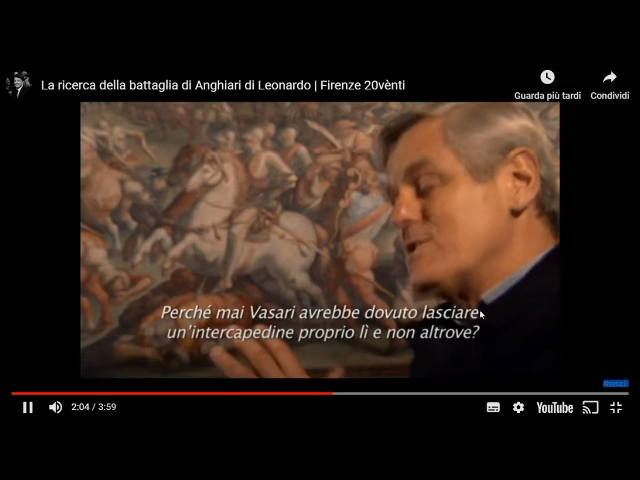 La ricerca della battaglia di Anghiari di Leonardo | Firenze 20vènti
Guarda più tardi
Condividi
Perché mai Vasari avrebbe dovuto lasciare
un'intercapedine proprio lì e non altrove?
2:04 / 3:59
YouTube